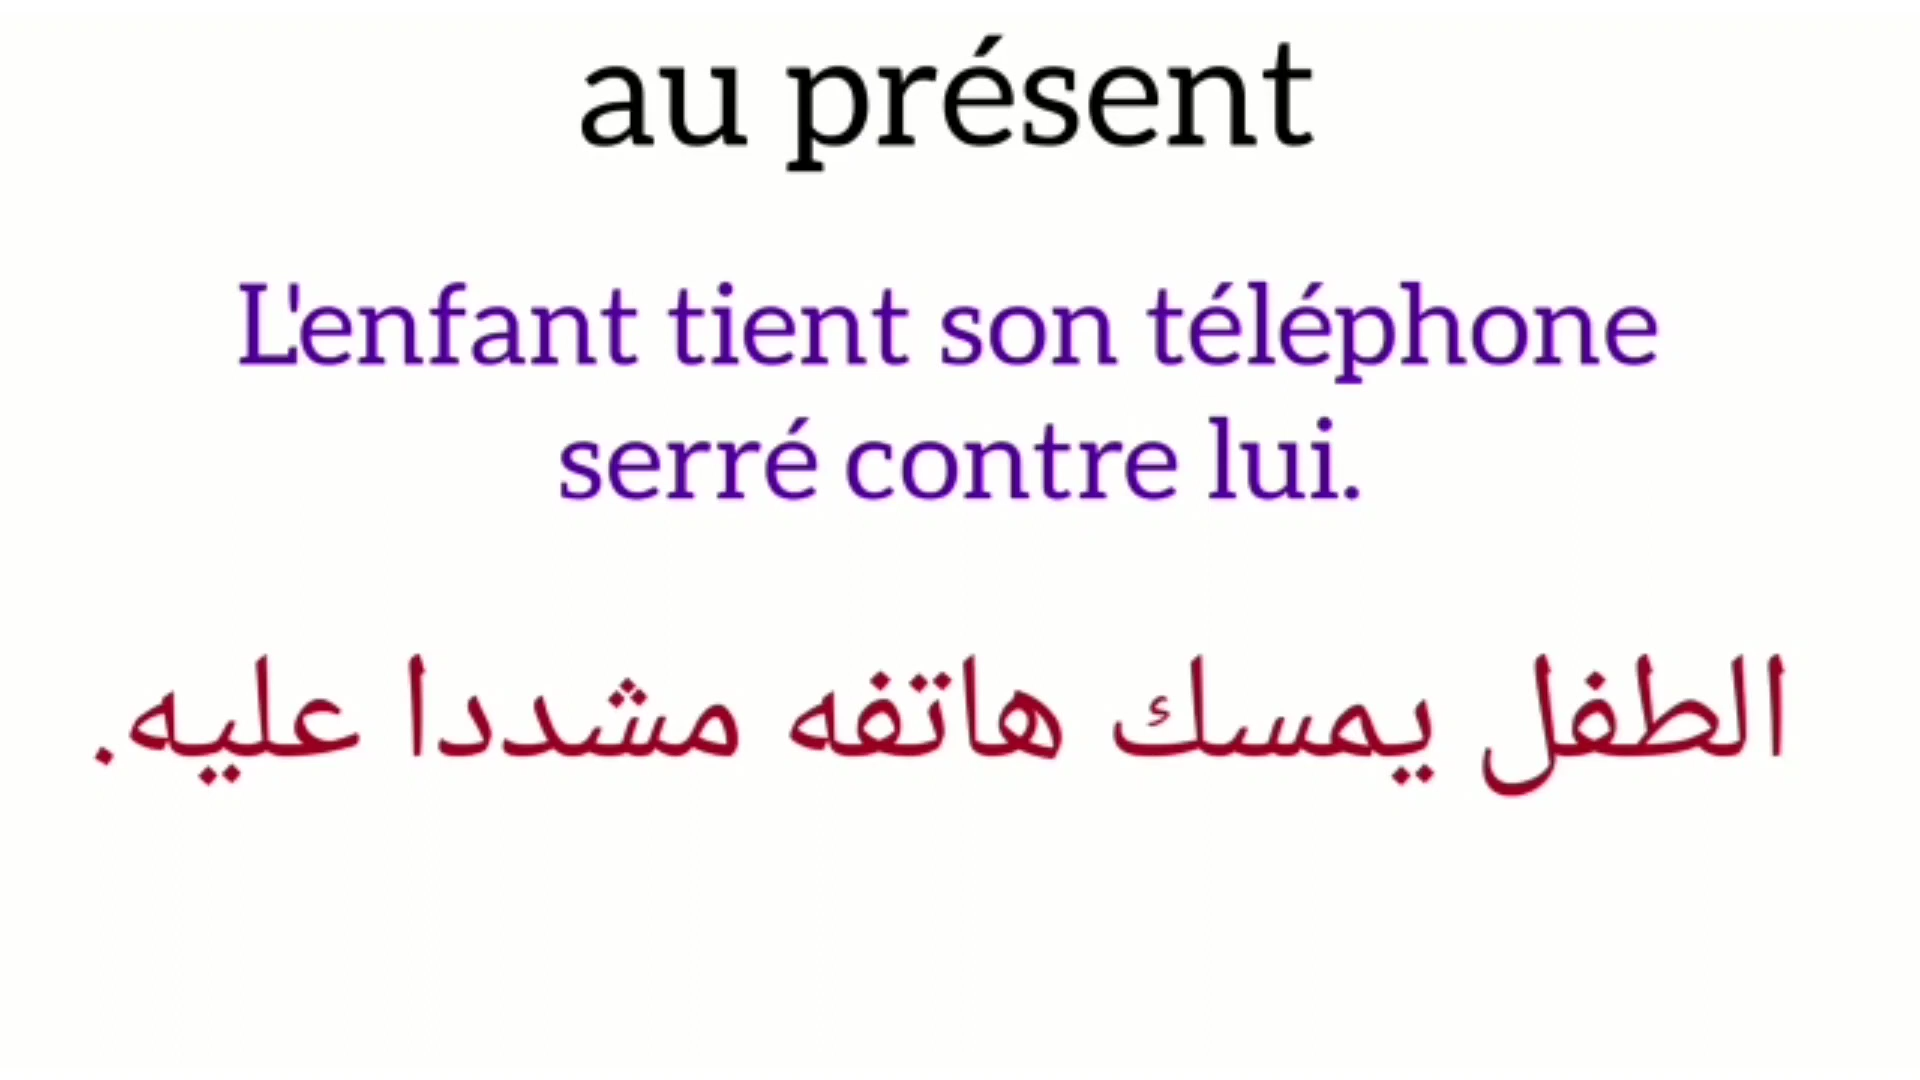 au présent
L'enfant tient son téléphone
serré contre lui.
الطفل يمسك هاتفه مشددا عليه.